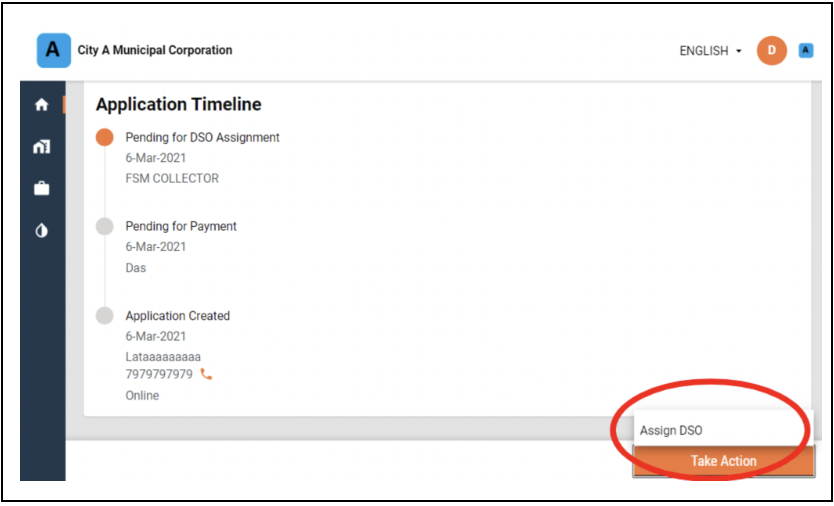 A
City A Municipal Corporation
ENGLISH
D
A
Application Timeline
Pending for DSO Assignment
6-Mar-2021
FSM COLLECTOR
Pending for Payment
6-Mar-2021
Das
Application Created
6-Mar-2021
Lataaaaaaaaa
7979797979
Online
Assign DSO
Take Action